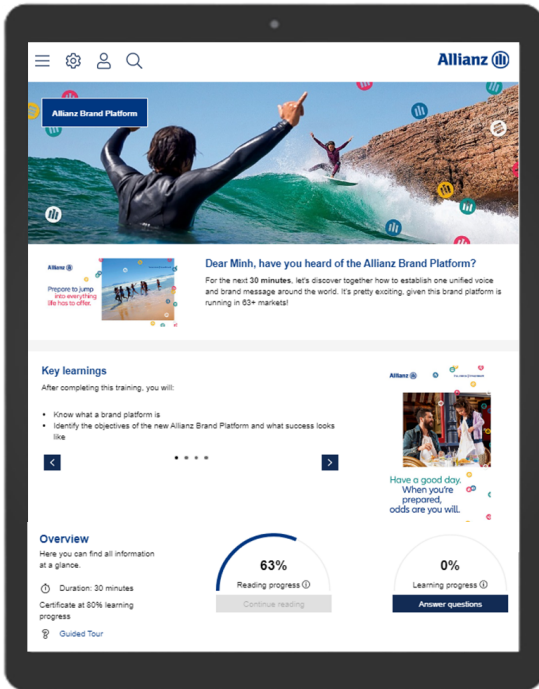 Allianz
Allianz Brand Platform
Allianz
Prepare to jump
into everything
life has to offer.
Dear Minh, have you heard of the Allianz Brand Platform?
For the next 30 minutes, let's discover together how to establish one unified voice
and brand message around the world. It's pretty exciting, given this brand platform is
running in 63+ markets!
Key learnings
After completing this training, you will:
• Know what a brand platform is
• Identify the objectives of the new Allianz Brand Platform and what success looks
like
Allianz
Have a good day.
When you're
prepared,
odds are you will.
Overview
Here you can find all information
at a glance.
Duration: 30 minutes
Certificate at 80% learning
progress
Guided Tour
63%
Reading progress
Continue reading
0%
Learning progress
Answer questions